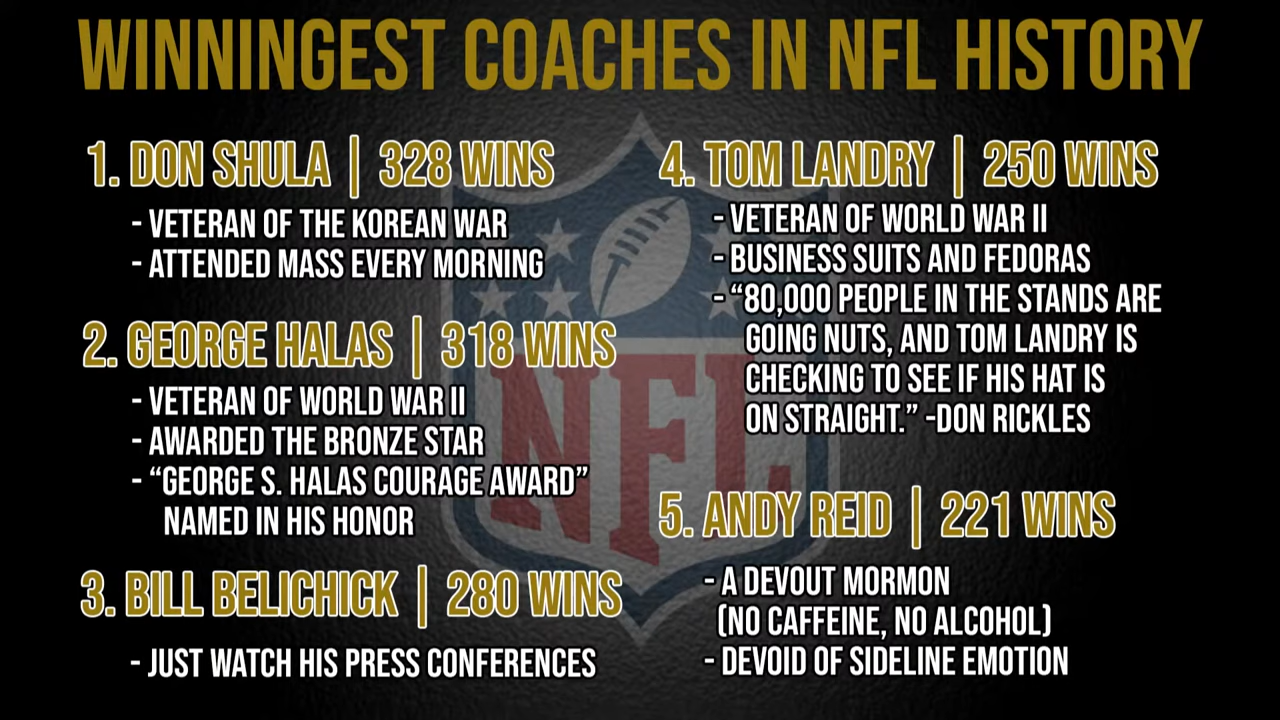 WINNINGEST COACHES IN NFL HISTORY
1. DON SHULA | 328 WINS
- VETERAN OF THE KOREAN WAR
- ATTENDED MASS EVERY MORNING
2. GEORGE HALAS | 318 WINS
- VETERAN OF WORLD WAR II
- AWARDED THE BRONZE STAR
- “GEORGE S. HALAS COURAGE AWARD”
NAMED IN HIS HONOR
3. BILL BELICHICK | 280 WINS
- JUST WATCH HIS PRESS CONFERENCES
4. TOM LANDRY | 250 WINS
- VETERAN OF WORLD WAR II
- BUSINESS SUITS AND FEDORAS
- “80,000 PEOPLE IN THE STANDS ARE
GOING NUTS, AND TOM LANDRY IS
CHECKING TO SEE IF HIS HAT IS
ON STRAIGHT.” -DON RICKLES
5. ANDY REID | 221 WINS
- A DEVOUT MORMON
(NO CAFFEINE, NO ALCOHOL)
- DEVOID OF SIDELINE EMOTION
NFL